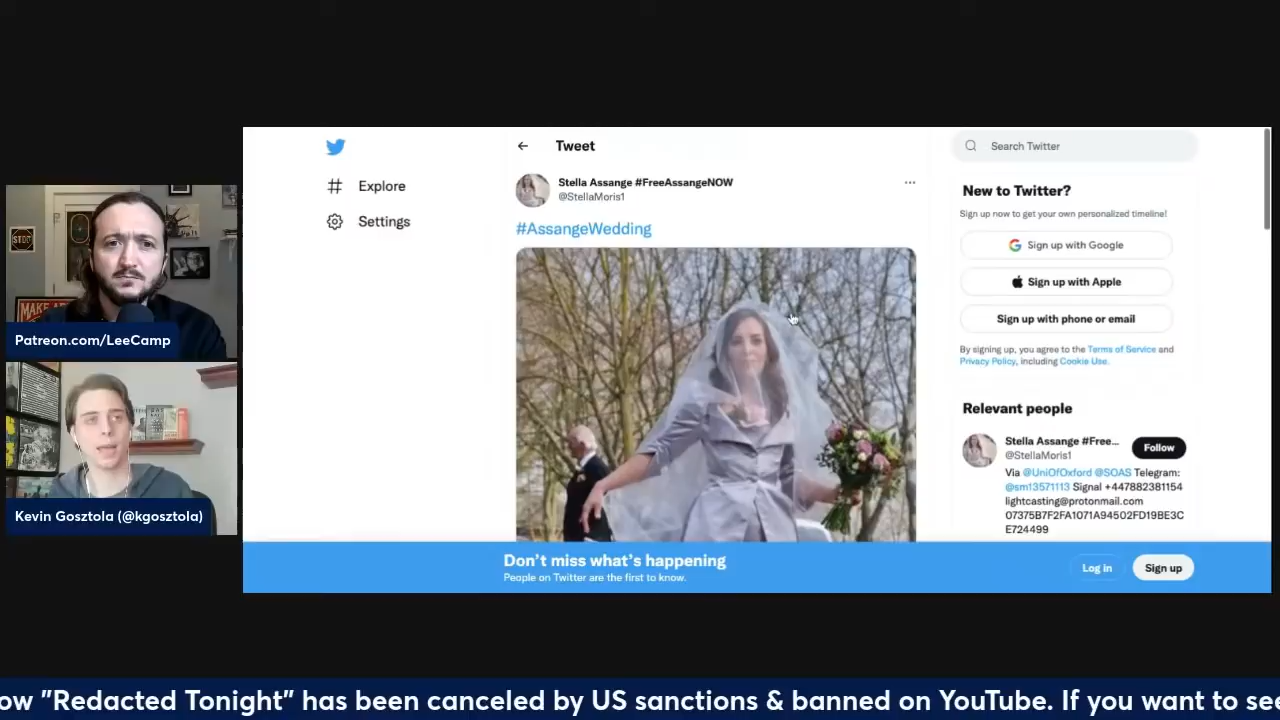 STOP
MAKE
Patreon.com/LeeCamp
Kevin Gosztola (@kgosztola)
Explore
Settings
Tweet
Stella Assange #FreeAssangeNOW
@StellaMoris1
#AssangeWedding
Search Twitter
New to Twitter?
Sign up now to get your own personalized timeline!
Sign up with Google
Sign up with Apple
Sign up with phone or email
By signing up, you agree to the Terms of Service and
Privacy Policy, including Cookie Use.
Relevant people
Stella Assange #Free...
@StellaMoris1
Follow
Via @UniOfOxford @SOAS Telegram:
@sm13571113 Signal +447882381154
lightcasting@protonmail.com
07375B7F2FA1071A94502FD19BE3C
E724499
Don't miss what's happening
People on Twitter are the first to know.
Log in
Sign up
ow "Redacted Tonight" has been canceled by US sanctions & banned on YouTube. If you want to see